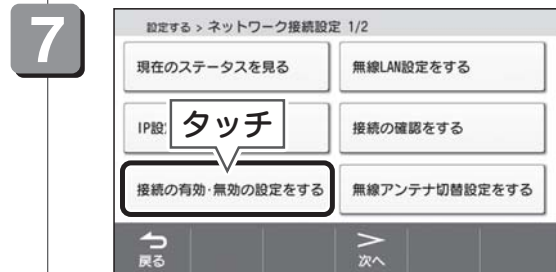 7
設定する > ネットワーク接続設定 1/2
現在のステータスを見る
無線LAN設定をする
IP設
タッチ
接続の確認をする
接続の有効・無効の設定をする
無線アンテナ切替設定をする
戻る
次へ